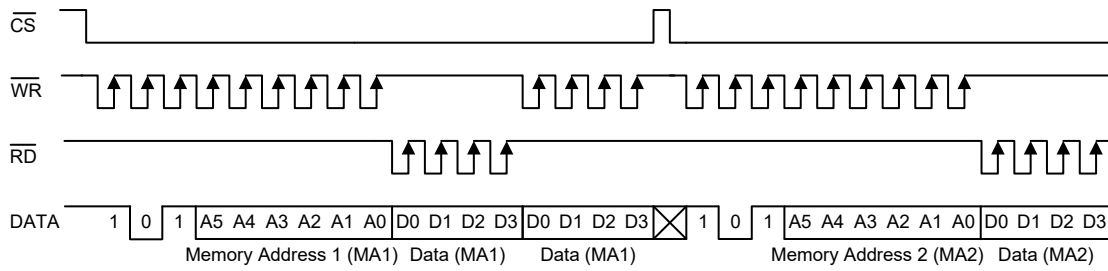 CS
WR
RD
DATA 1 0 1 A5 A4 A3 A2 A1 A0 D0 D1 D2 D3 D0 D1 D2 D3 1 0 1 A5 A4 A3 A2 A1 A0 D0 D1 D2 D3
Memory Address 1 (MA1) Data (MA1) Data (MA1) Memory Address 2 (MA2) Data (MA2)